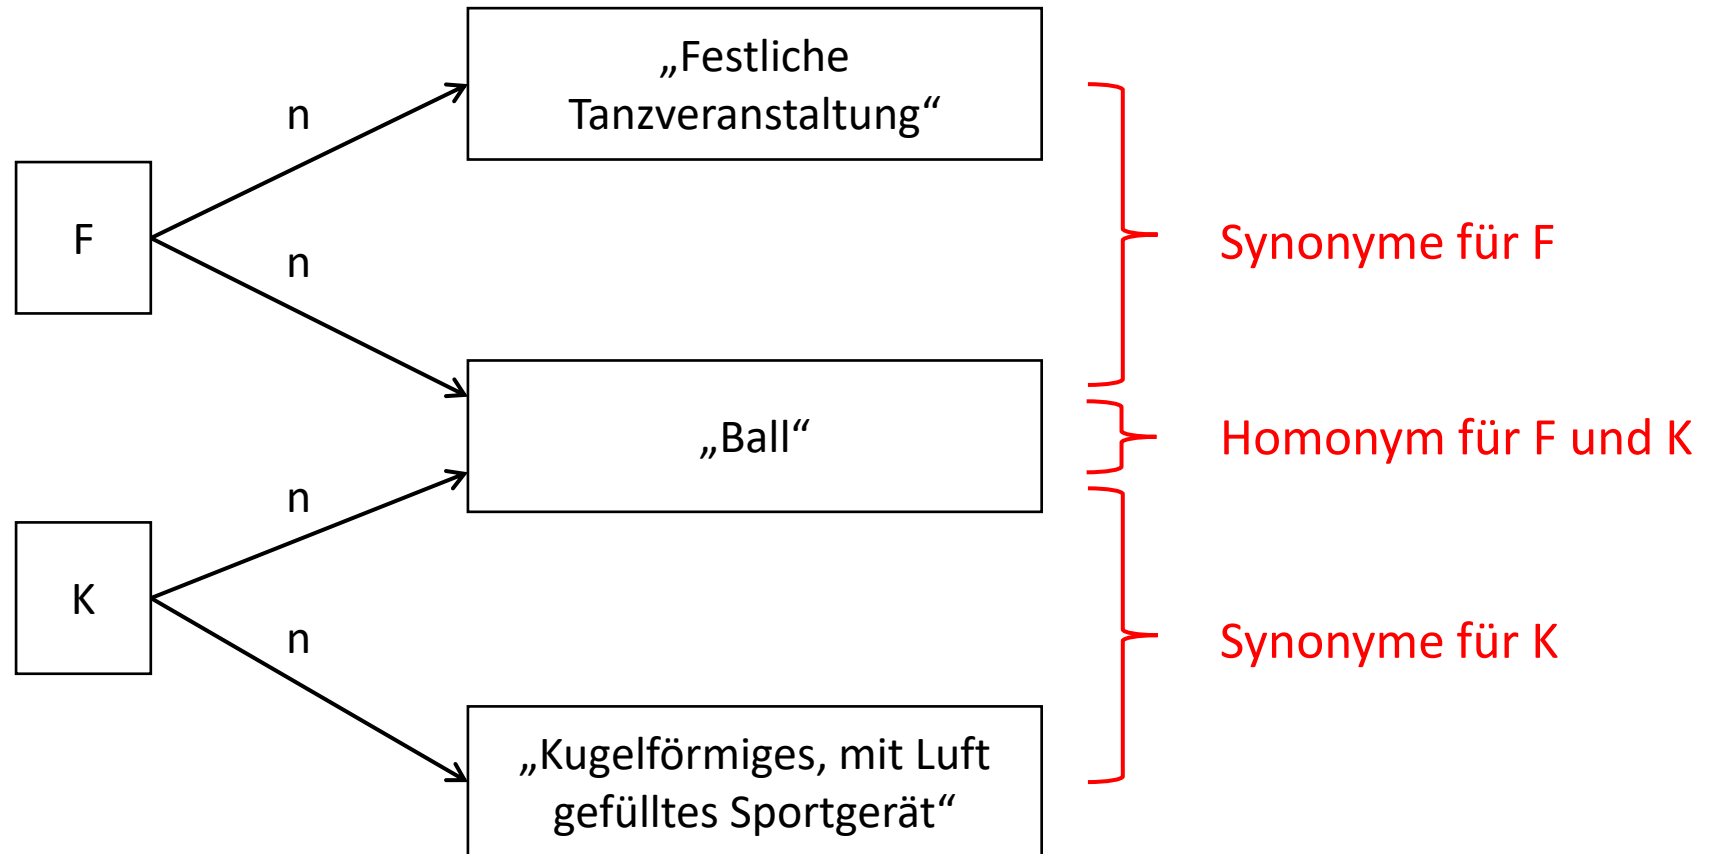 „Festliche
Tanzveranstaltung“
n
F
n
Synonyme für F
„Ball“
Homonym für F und K
n
K
n
Synonyme für K
„Kugelförmiges, mit Luft
gefülltes Sportgerät“